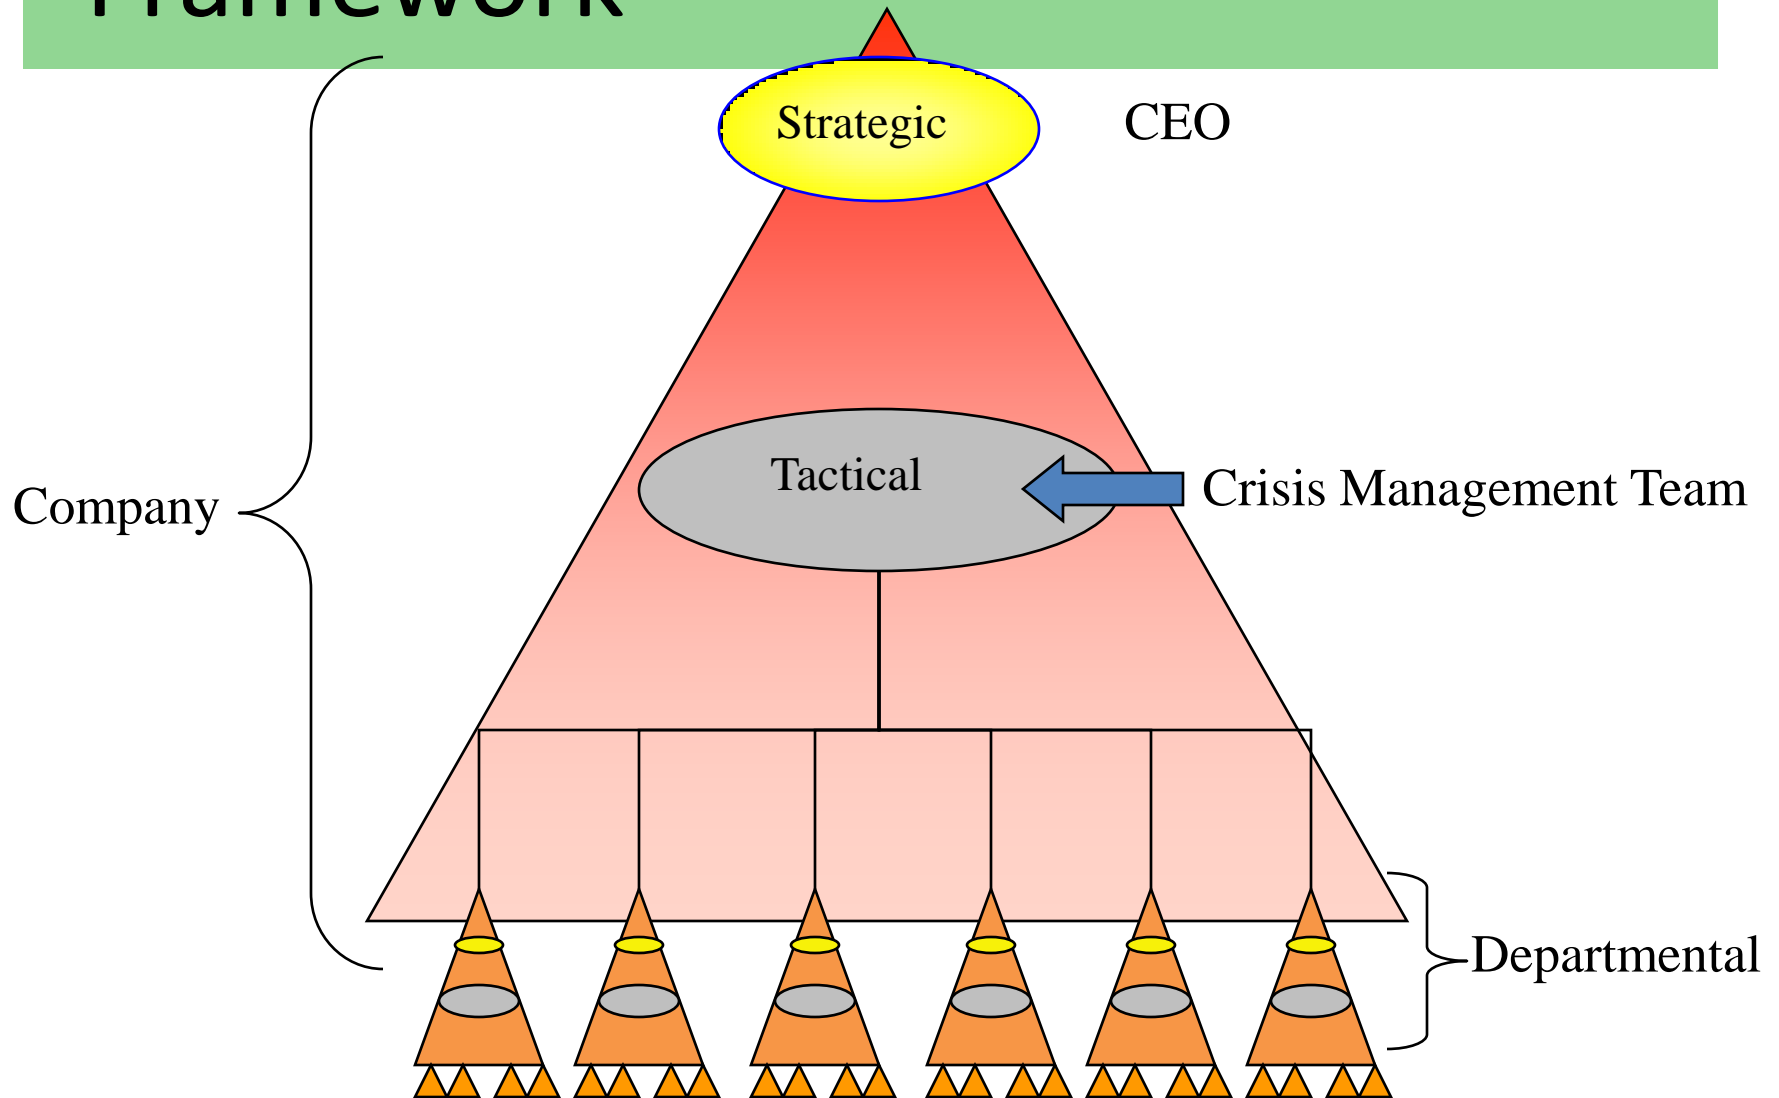 Framework
Strategic
CEO
Tactical
Crisis Management Team
Company
Departmental